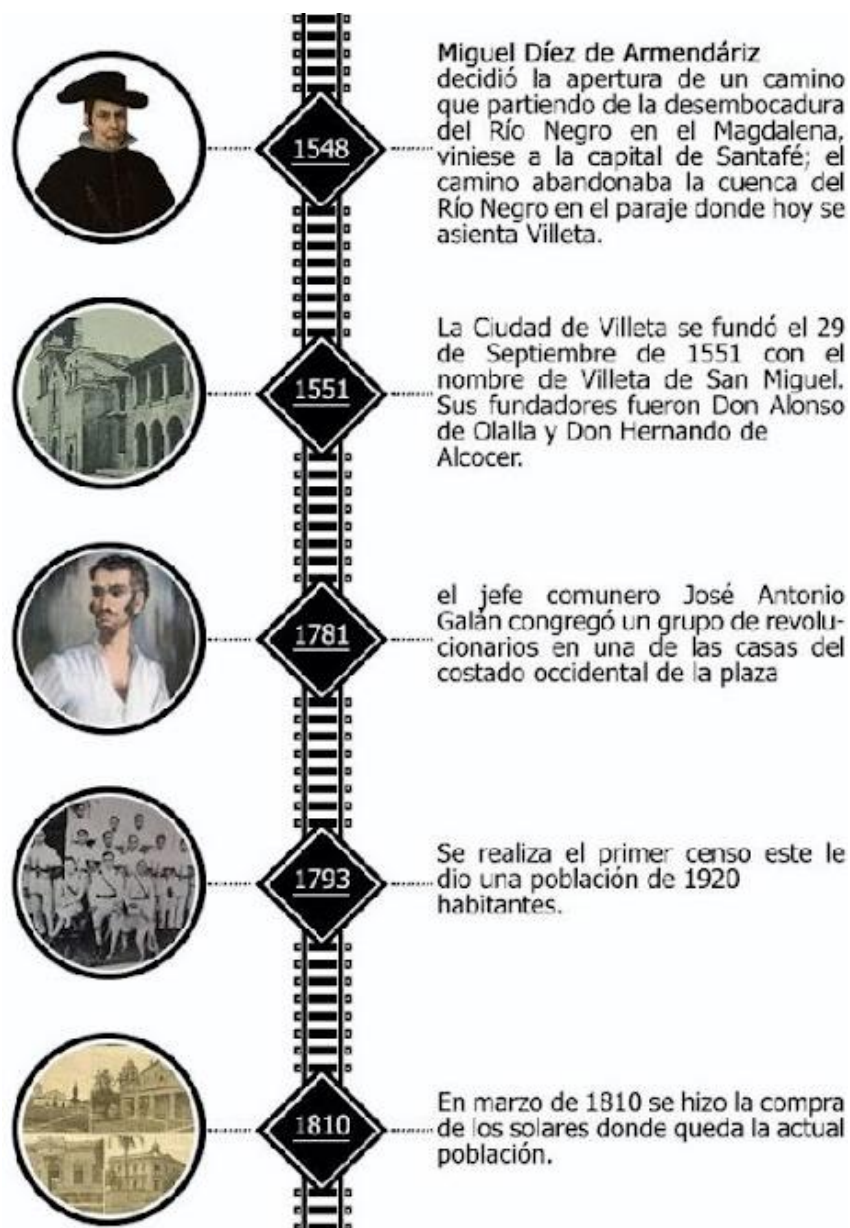 1548
Miguel Díez de Armendáriz
decidió la apertura de un camino
que partiendo de la desembocadura
del Río Negro en el Magdalena,
viniese a la capital de Santafé; el
camino abandonaba la cuenca del
Río Negro en el paraje donde hoy se
asienta Villeta.
1551
La Ciudad de Villeta se fundó el 29
de Septiembre de 1551 con el
nombre de Villeta de San Miguel.
Sus fundadores fueron Don Alonso
de Olalla y Don Hernando de
Alcocer.
1781
el jefe comunero José Antonio
Galán congregó un grupo de revolu-
cionarios en una de las casas del
costado occidental de la plaza
1793
Se realiza el primer censo este le
dio una población de 1920
habitantes.
1810
En marzo de 1810 se hizo la compra
de los solares donde queda la actual
población.